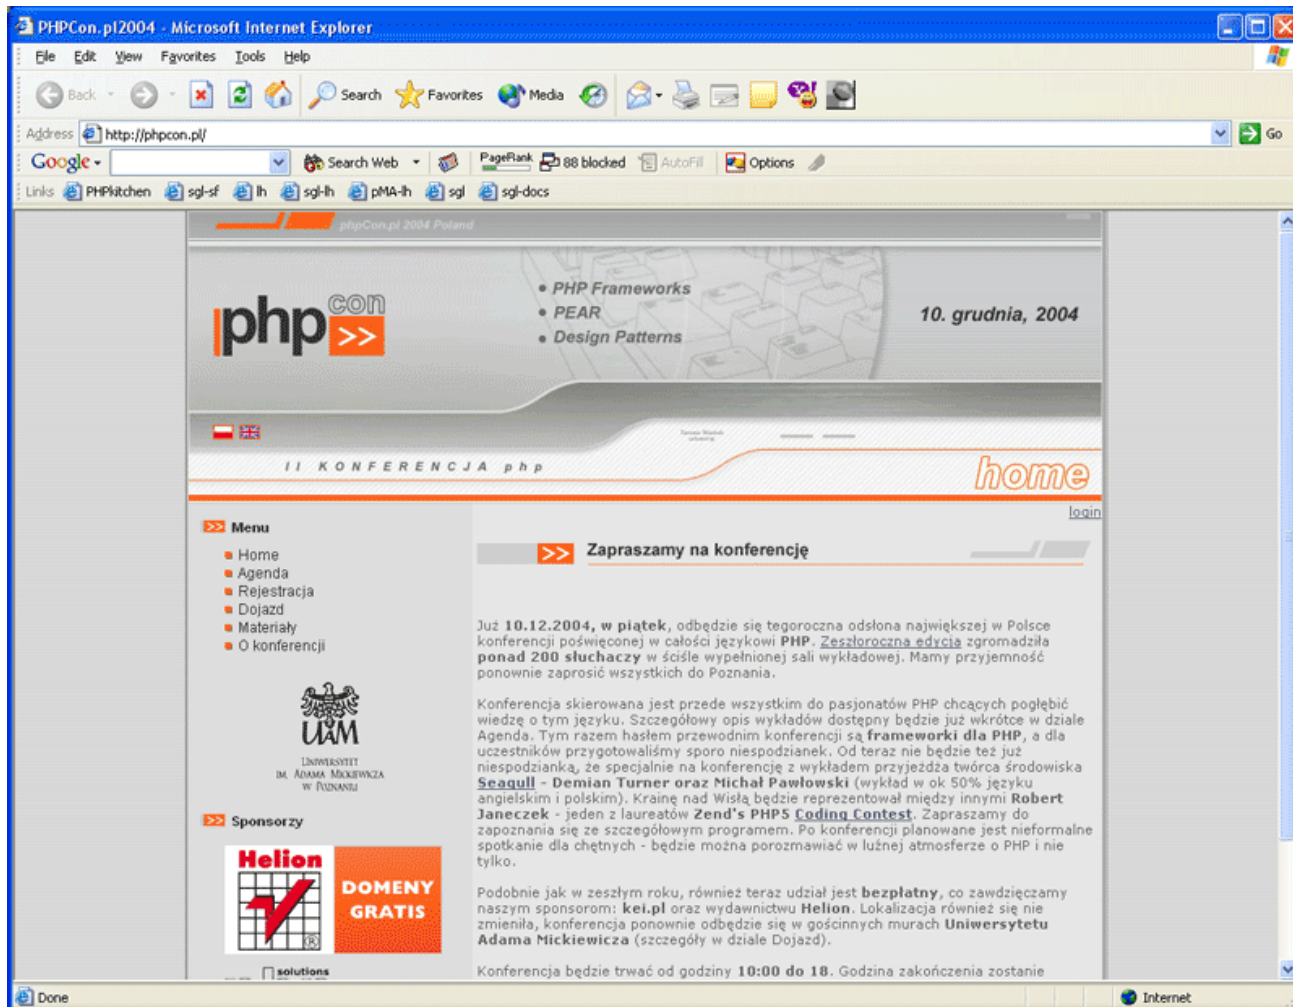 PHPCon.pl2004 - Microsoft Internet Explorer
File Edit View Favorites Tools Help
Back Search Favorites Media
Address http://phpcon.pl/ Go
Google Search Web PageRank 88 blocked AutoFill Options
Links PHPkitchen sgl-sf lh sgl-lh pMA-lh sgl sgl-docs
phpCon.pl 2004 Poland
php con >>
• PHP Frameworks
• PEAR
• Design Patterns
10. grudnia, 2004
II KONFERENCJA php
home
login
>> Menu
Home
Agenda
Rejestracja
Dojazd
Materiały
O konferencji
UAM
UNIWERSYTET
IM. ADAMA MICKIEWICZA
W POZNANIU
>> Sponsorzy
Helion
®
DOMENY
GRATIS
solutions
>> Zapraszamy na konferencję
Już 10.12.2004, w piątek, odbędzie się tegoroczna odsłona największej w Polsce
konferencji poświęconej w całości językowi PHP. Zeszłoroczna edycja zgromadziła
ponad 200 słuchaczy w ściśle wypełnionej sali wykładowej. Mamy przyjemność
ponownie zaprosić wszystkich do Poznania.
Konferencja skierowana jest przede wszystkim do pasjonatów PHP chcących pogłębić
wiedzę o tym języku. Szczegółowy opis wykładów dostępny będzie już wkrótce w dziale
Agenda. Tym razem hasłem przewodnim konferencji są frameworki dla PHP, a dla
uczestników przygotowaliśmy sporo niespodzianek. Od teraz nie będzie też już
niespodzianką, że specjalnie na konferencję z wykładem przyjeżdża twórca środowiska
Seagull - Demian Turner oraz Michał Pawłowski (wykład w ok 50% języku
angielskim i polskim). Krainę nad Wisłą będzie reprezentował między innymi Robert
Janeczek - jeden z laureatów Zend's PHP5 Coding Contest. Zapraszamy do
zapoznania się ze szczegółowym programem. Po konferencji planowane jest nieformalne
spotkanie dla chętnych - będzie można porozmawiać w luźnej atmosferze o PHP i nie
tylko.
Podobnie jak w zeszłym roku, również teraz udział jest bezpłatny, co zawdzięczamy
naszym sponsorom: kei.pl oraz wydawnictwu Helion. Lokalizacja również się nie
zmieniła, konferencja ponownie odbędzie się w gościnnych murach Uniwersytetu
Adama Mickiewicza (szczegóły w dziale Dojazd).
Konferencja będzie trwać od godziny 10:00 do 18. Godzina zakończenia zostanie
Done Internet